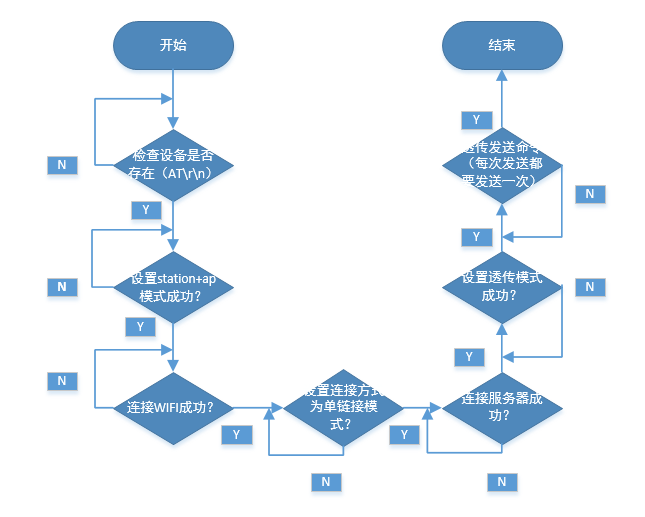 开始
结束
Y
检查设备是否
存在（AT\r\n）
N
透传发送命令
（每次发送都
要发送一次）
N
Y
Y
设置station+ap
模式成功？
N
设置透传模式
成功？
N
Y
Y
N
连接WIFI成功？
Y
设置连接方式
为单链接模
式？
Y
N
连接服务器成
功？
N